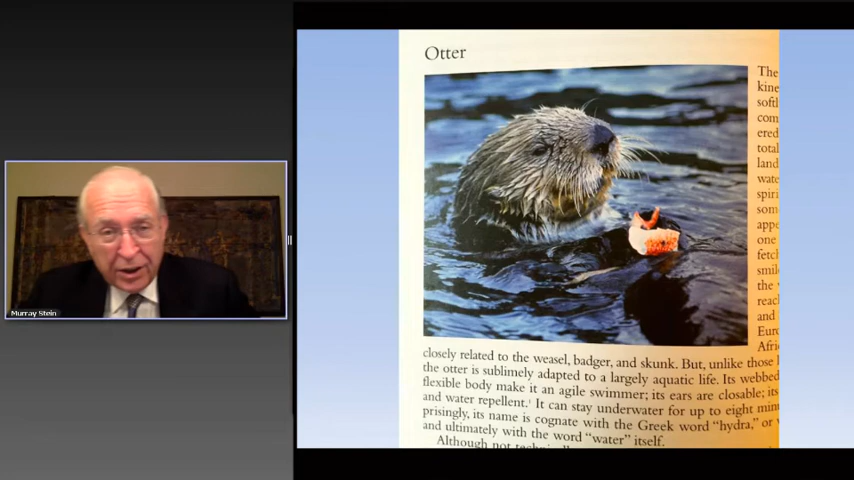 Otter
The
kine
softl
com
ered
total
land
wate
spiri
som
appe
one
fetch
smil
the
reac
and
Euro
Afri
closely related to the weasel, badger, and skunk. But, unlike those
the otter is sublimely adapted to a largely aquatic life. Its webbed
flexible body make it an agile swimmer; its ears are closable; its
and water repellent.¹ It can stay underwater for up to eight min
prisingly, its name is cognate with the Greek word “hydra,” or
and ultimately with the word “water” itself.
Although not
Murray Stein